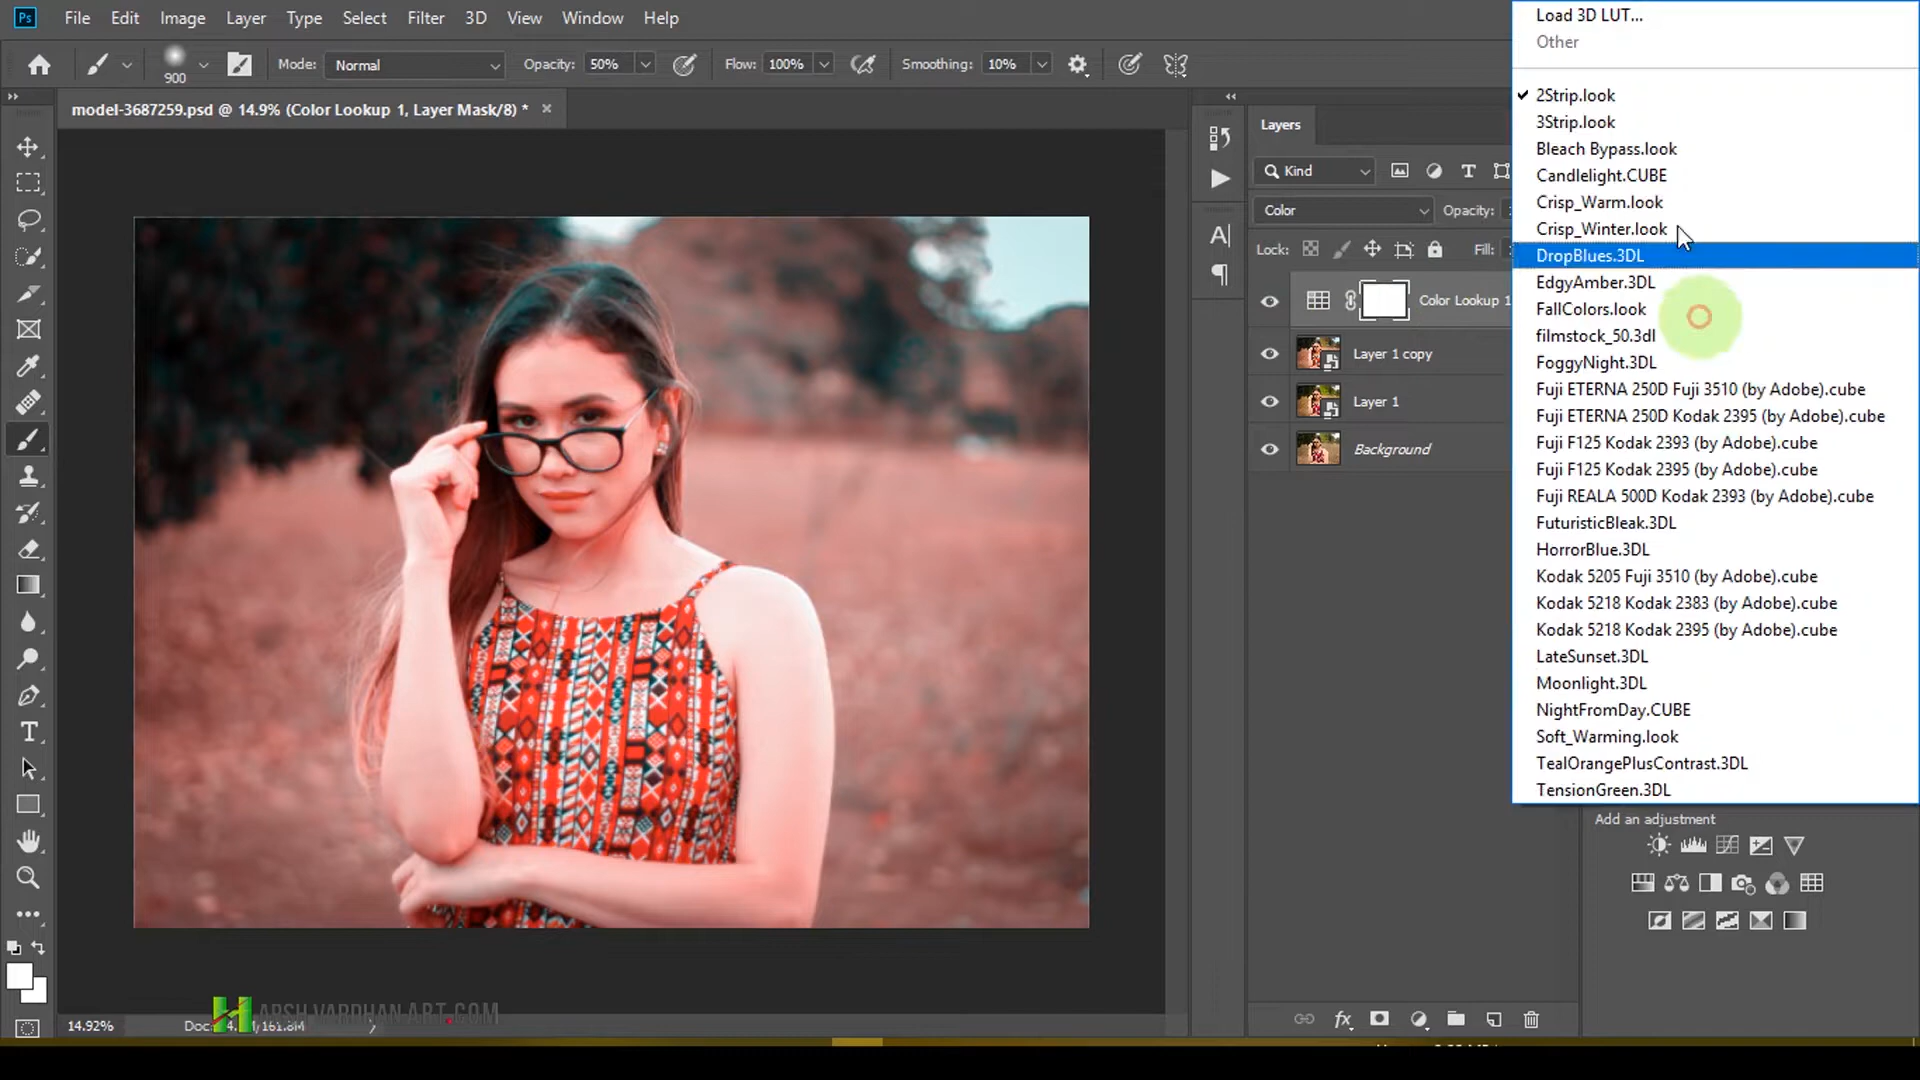 Ps File Edit Image Layer Type Select Filter 3D View Window Help
900 Mode: Normal Opacity: 50% Flow: 100% Smoothing: 10%
model-3687259.psd @ 14.9% (Color Lookup 1, Layer Mask/8) *
Layers
Kind
Color Opacity:
Lock: Fill:
Color Lookup 1
Layer 1 copy
Layer 1
Background
Load 3D LUT...
Other
2Strip.look
3Strip.look
Bleach Bypass.look
Candlelight.CUBE
Crisp_Warm.look
Crisp_Winter.look
DropBlues.3DL
EdgyAmber.3DL
FallColors.look
filmstock_50.3dl
FoggyNight.3DL
Fuji ETERNA 250D Fuji 3510 (by Adobe).cube
Fuji ETERNA 250D Kodak 2395 (by Adobe).cube
Fuji F125 Kodak 2393 (by Adobe).cube
Fuji F125 Kodak 2395 (by Adobe).cube
Fuji REALA 500D Kodak 2393 (by Adobe).cube
FuturisticBleak.3DL
HorrorBlue.3DL
Kodak 5205 Fuji 3510 (by Adobe).cube
Kodak 5218 Kodak 2383 (by Adobe).cube
Kodak 5218 Kodak 2395 (by Adobe).cube
LateSunset.3DL
Moonlight.3DL
NightFromDay.CUBE
Soft_Warming.look
TealOrangePlusContrast.3DL
TensionGreen.3DL
Add an adjustment
HARSH VARDHAN ART.COM
14.92% Doc: